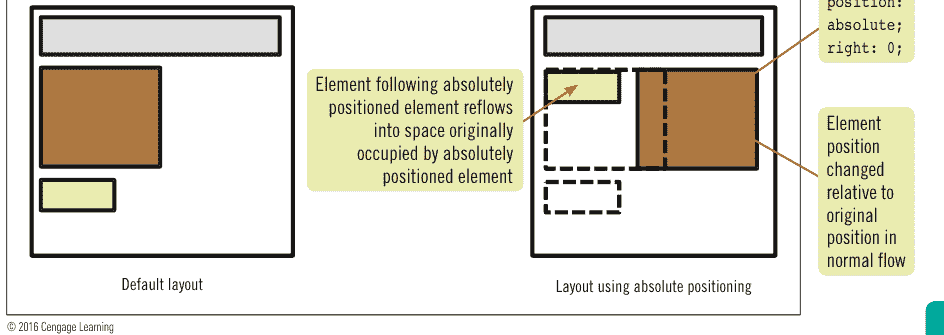 position:
absolute;
right: 0;
Element following absolutely
positioned element reflows
into space originally
occupied by absolutely
positioned element
Element
position
changed
relative to
original
position in
normal flow
Default layout
Layout using absolute positioning
© 2016 Cengage Learning